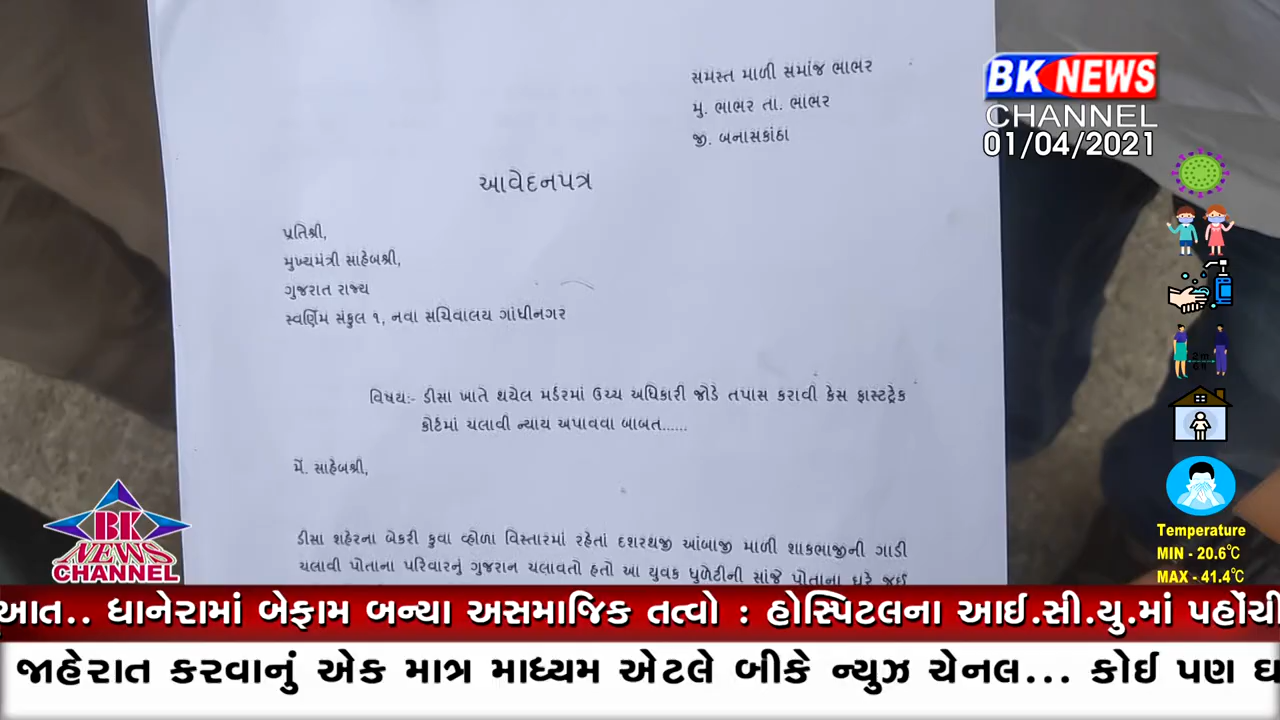 સમસ્ત માળી સમાંજ ભાભર
મુ. ભાભર તા. ભાભર
જી. બનાસકાંઠાં
આવેદનપત્ર
પ્રતિશ્રી,
મુખ્યમંત્રી સાહેબશ્રી,
ગુજરાત રાજ્ય
સ્વર્ણિમ સંકુલ ૧, નવા સચિવાલય ગાંધીનગર
વિષય:- ડીસા ખાતે થયેલ મર્ડરમાં ઉચ્ચ અધિકારી જોડે તપાસ કરાવી કેસ ફાસ્ટટ્રેક
કોર્ટમાં ચલાવી ન્યાય અપાવવા બાબત......
મેં. સાહેબશ્રી,
ડીસા શહેરના બેકરી કુવા વ્હોળા વિસ્તારમાં રહેતાં દશરથજી આંબાજી માળી શાકભાજીની ગાડી
ચલાવી પોતાના પરિવારનું ગુજરાન ચલાવતો હતો આ યુવક ધુળેટીની સાંજે પોતાના ઘરે જઈ
BK NEWS
CHANNEL
01/04/2021
2m
6ft
Temperature
MIN - 20.6℃
MAX - 41.4℃
BK
NEWS
CHANNEL
આત.. ધાનેરામાં બેફામ બન્યા અસમાજિક તત્વો : હોસ્પિટલના આઈ.સી.યુ.માં પહોંચી
જાહેરાત કરવાનું એક માત્ર માધ્યમ એટલે બીકે ન્યુઝ ચેનલ... કોઈ પણ ઘ